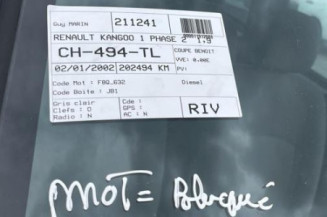 Guy MARIN 211241
RENAULT KANGOO 1 PHASE 2 1.9
CH-494-TL
COUPE BENOIT
VVE: 0.00E
02/01/2002 202494 KM
PV:
Code Mot : F8Q.632 Diesel
Code Boite : JB1
Gris clair Cde :
Clefs : O GPS :
Radio : N AC : N
RIV
MOT = Bloqué